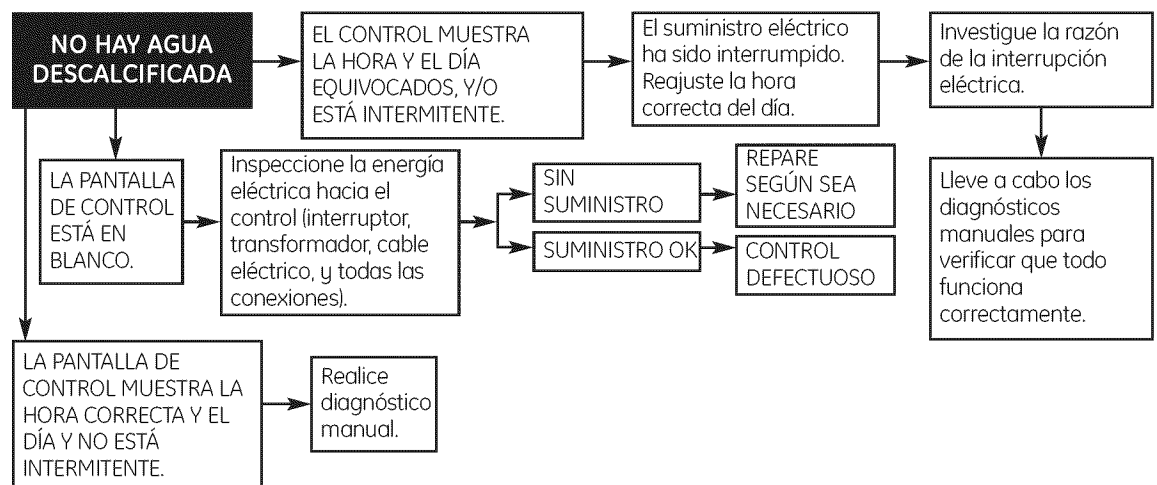 NO HAY AGUA
DESCALCIFICADA
EL CONTROL MUESTRA
LA HORA Y EL DÍA
EQUIVOCADOS, Y/O
ESTÁ INTERMITENTE.
El suministro eléctrico
ha sido interrumpido.
Reajuste la hora
correcta del día.
Investigue la razón
de la interrupción
eléctrica.
Lleve a cabo los
diagnósticos
manuales para
verificar que todo
funciona
correctamente.
LA PANTALLA
DE CONTROL
ESTÁ EN
BLANCO.
Inspeccione la energía
eléctrica hacia el
control (interruptor,
transformador, cable
eléctrico, y todas las
conexiones).
SIN
SUMINISTRO
REPARE
SEGÚN SEA
NECESARIO
SUMINISTRO OK
CONTROL
DEFECTUOSO
LA PANTALLA DE
CONTROL MUESTRA LA
HORA CORRECTA Y EL
DÍA Y NO ESTÁ
INTERMITENTE.
Realice
diagnóstico
manual.